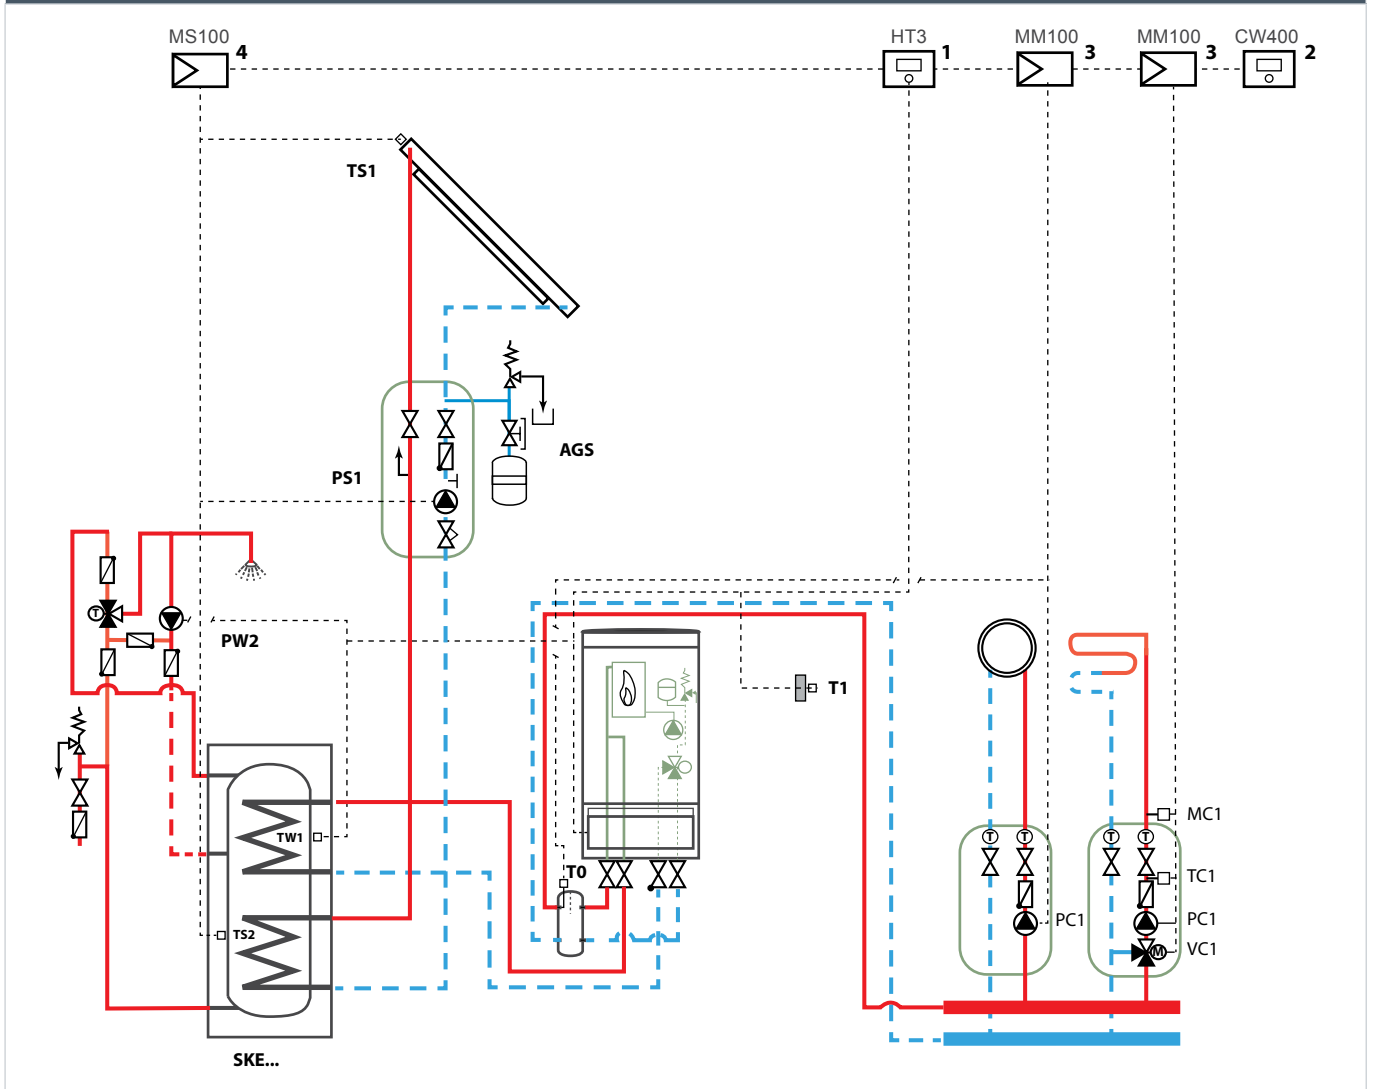 MS100 4
HT3 1
MM100 3
MM100 3
CW400 2
TS1
AGS
PS1
T
PW2
T1
MC1
T T T T
TW1
T0
TC1
PC1
PC1
TS2
VC1
M
SKE...